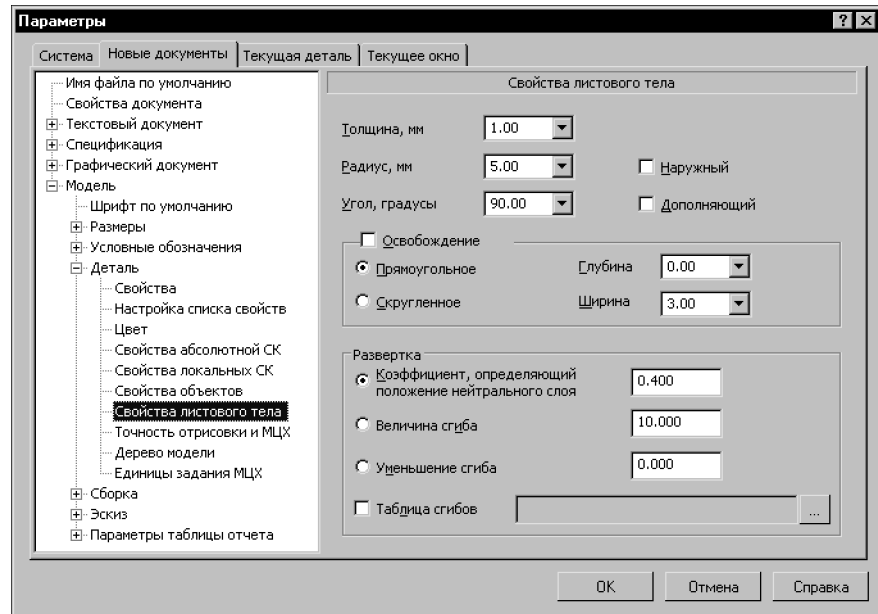 Параметры
Система Новые документы Текущая деталь Текущее окно
Имя файла по умолчанию
Свойства документа
Текстовый документ
Спецификация
Графический документ
Модель
Шрифт по умолчанию
Размеры
Условные обозначения
Деталь
Свойства
Настройка списка свойств
Цвет
Свойства абсолютной СК
Свойства локальных СК
Свойства объектов
Свойства листового тела
Точность отрисовки и МЦХ
Дерево модели
Единицы задания МЦХ
Сборка
Эскиз
Параметры таблицы отчета
Свойства листового тела
Толщина, мм 1.00
Радиус, мм 5.00 Наружный
Угол, градусы 90.00 Дополняющий
Освобождение
Прямоугольное Глубина 0.00
Скругленное Ширина 3.00
Развертка
Коэффициент, определяющий
положение нейтрального слоя 0.400
Величина сгиба 10.000
Уменьшение сгиба 0.000
Таблица сгибов ...
OK Отмена Справка